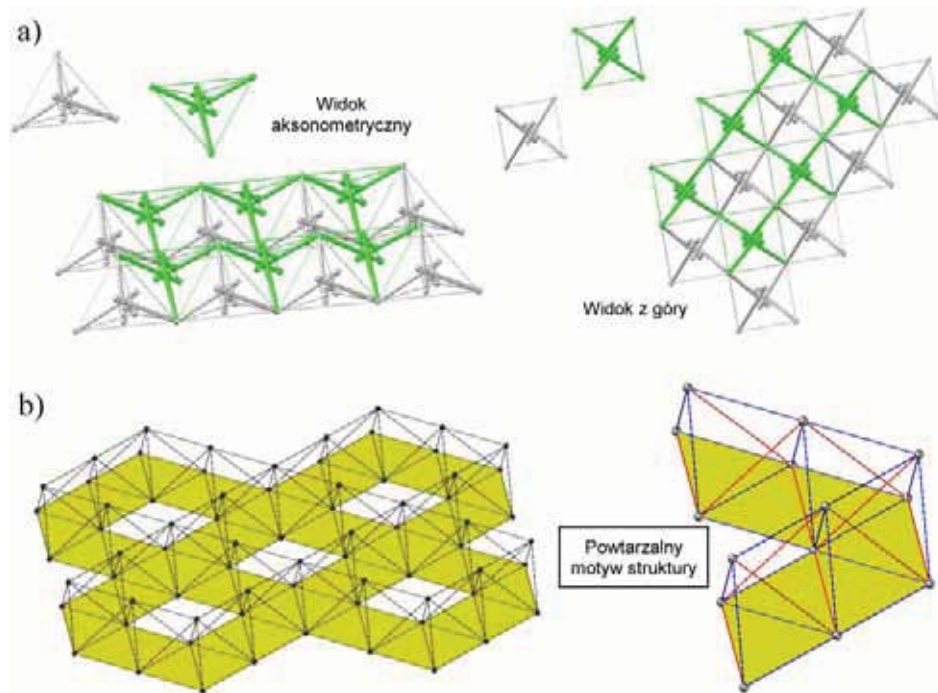 a)
Widok
aksonometryczny
Widok z góry
b)
Powtarzalny
motyw struktury